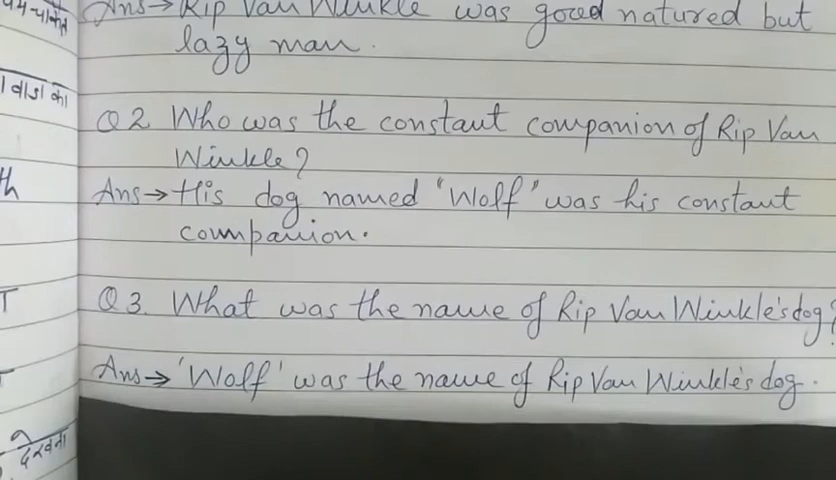 Ans→ Rip Van Winkle was good natured but
lazy man.
Q2 Who was the constant companion of Rip Van
Winkle?
Ans→ His dog named "Wolf" was his constant
companion.
Q3. What was the name of Rip Van Winkle's dog?
Ans→ 'Wolf' was the name of Rip Van Winkle's dog.
का
th
T
देखना